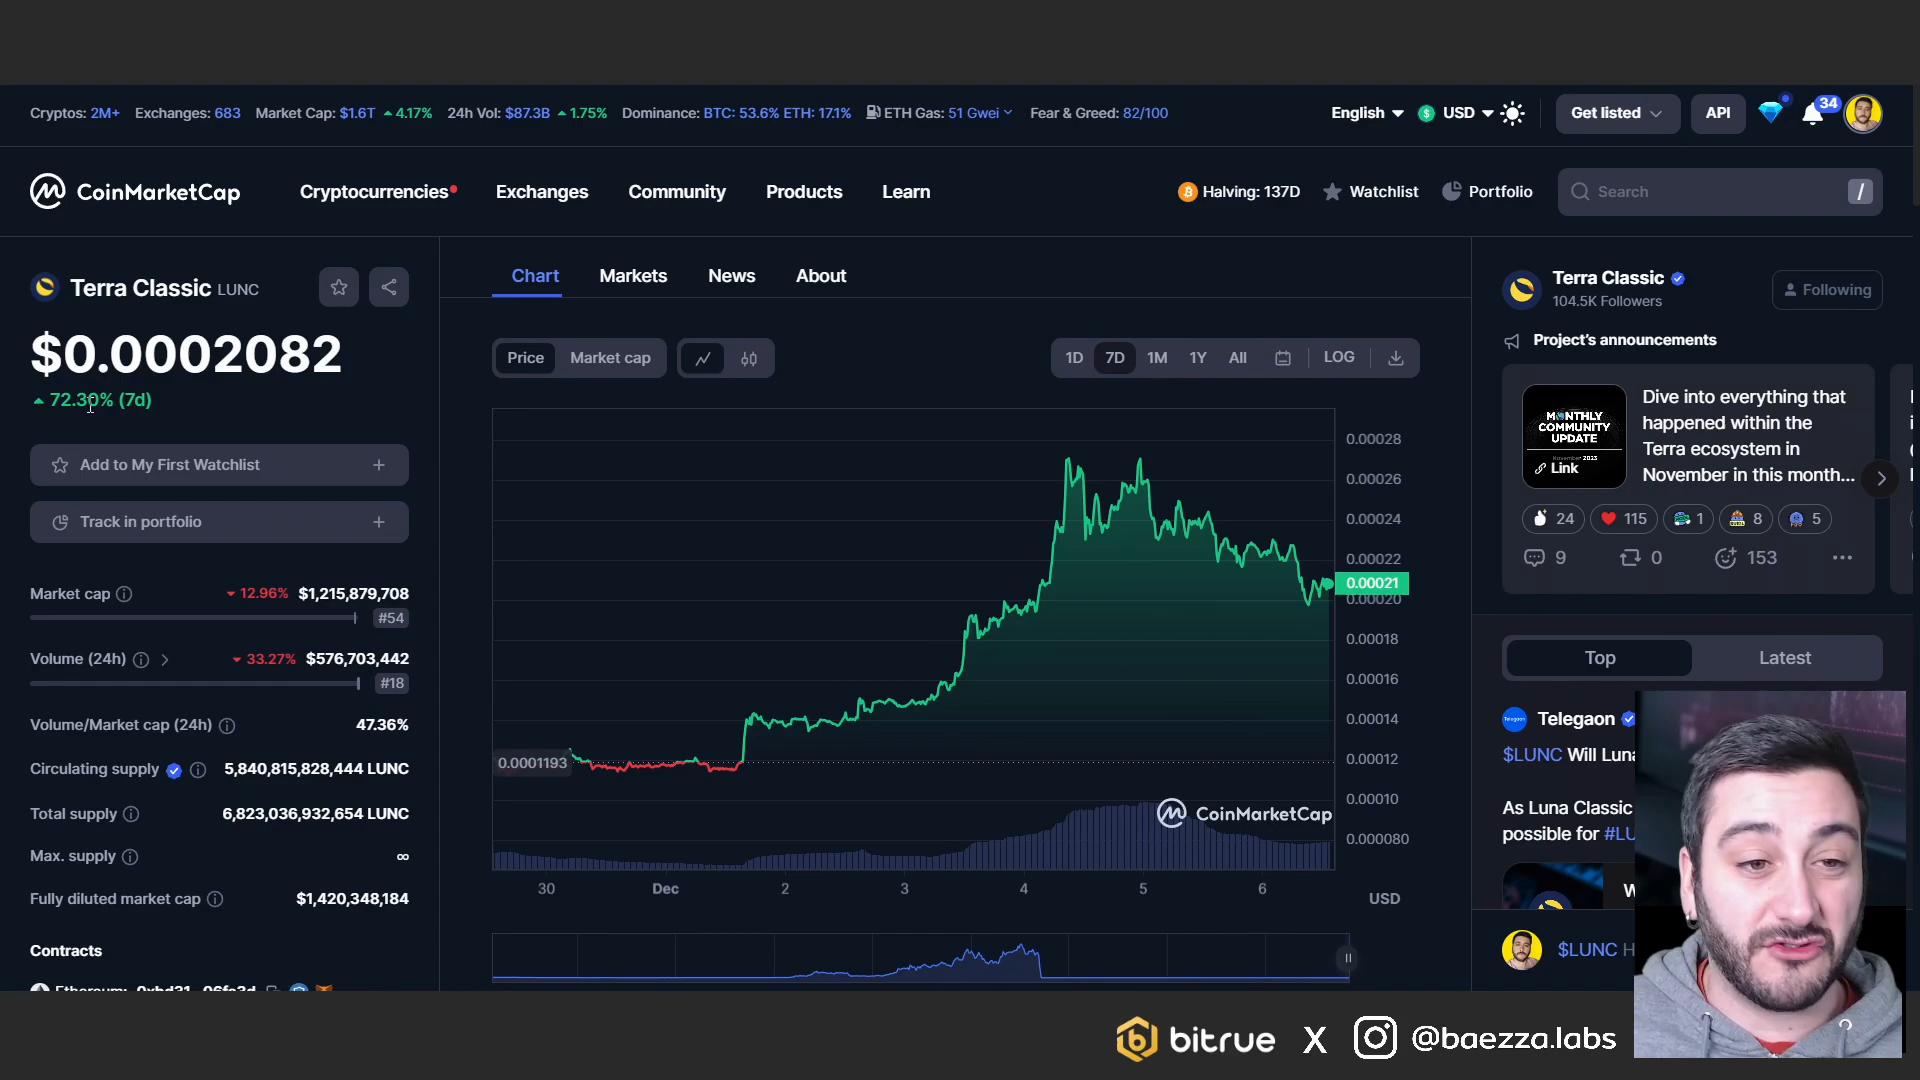 Cryptos: 2M+ Exchanges: 683 Market Cap: $1.6T 4.17% 24h Vol: $87.3B 1.75% Dominance: BTC: 53.6% ETH: 17.1% ETH Gas: 51 Gwei Fear & Greed: 82/100
English USD Get listed API 34
CoinMarketCap Cryptocurrencies Exchanges Community Products Learn
Halving: 137D Watchlist Portfolio Search /
Terra Classic LUNC
$0.0002082
72.30% (7d)
Add to My First Watchlist +
Track in portfolio +
Market cap 12.96% $1,215,879,708
#54
Volume (24h) 33.27% $576,703,442
#18
Volume/Market cap (24h) 47.36%
Circulating supply 5,840,815,828,444 LUNC
Total supply 6,823,036,932,654 LUNC
Max. supply ∞
Fully diluted market cap $1,420,348,184
Contracts
Chart Markets News About
Price Market cap
1D 7D 1M 1Y All LOG
0.00028
0.00026
0.00024
0.00022
0.00021
0.00020
0.00018
0.00016
0.00014
0.00012
0.00010
0.000080
0.0001193
CoinMarketCap
30 Dec 2 3 4 5 6
USD
Terra Classic
104.5K Followers
Following
Project's announcements
MONTHLY
COMMUNITY
UPDATE
November 2023
Link
Dive into everything that
happened within the
Terra ecosystem in
November in this month...
24 115 1 8 5
9 0 153
Top Latest
Telegaon
$LUNC Will Luna
As Luna Classic
possible for #LU
W
$LUNC H
bitrue X @baezza.labs